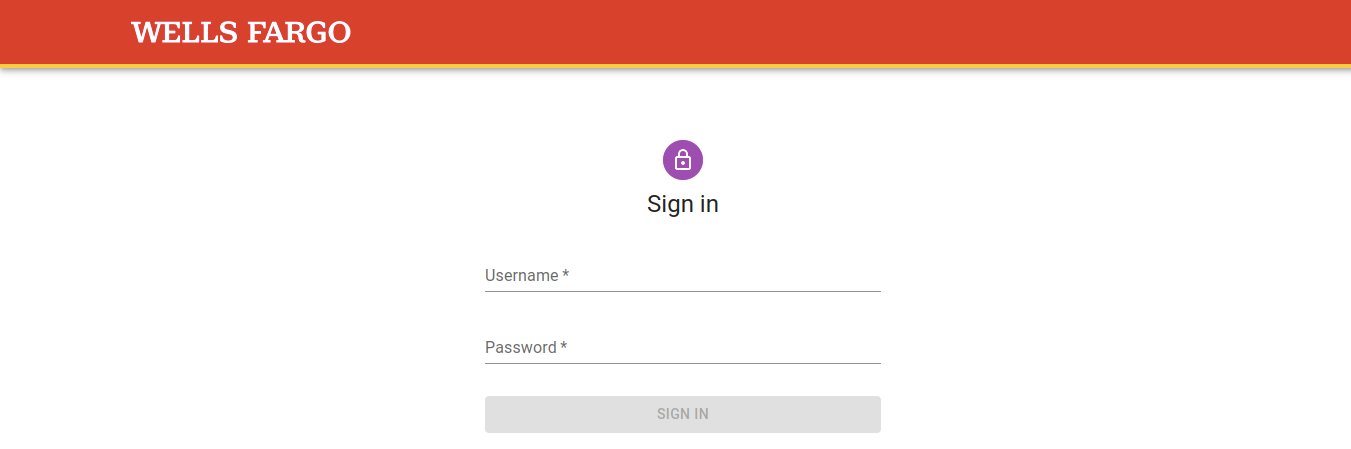 WELLS FARGO
Sign in
Username *
Password *
SIGN IN